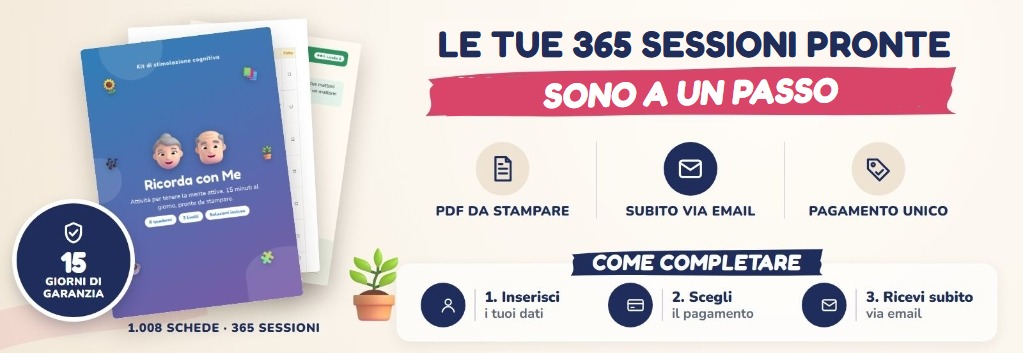 Kit di stimolazione cognitiva
Ricorda con Me
Attività per tenere la mente attiva. 15 minuti al
giorno, pronte da stampare.
15
GIORNI DI
GARANZIA
1.008 SCHEDE · 365 SESSIONI
LE TUE 365 SESSIONI PRONTE
SONO A UN PASSO
PDF DA STAMPARE
SUBITO VIA EMAIL
PAGAMENTO UNICO
COME COMPLETARE
1. Inserisci
i tuoi dati
2. Scegli
il pagamento
3. Ricevi subito
via email